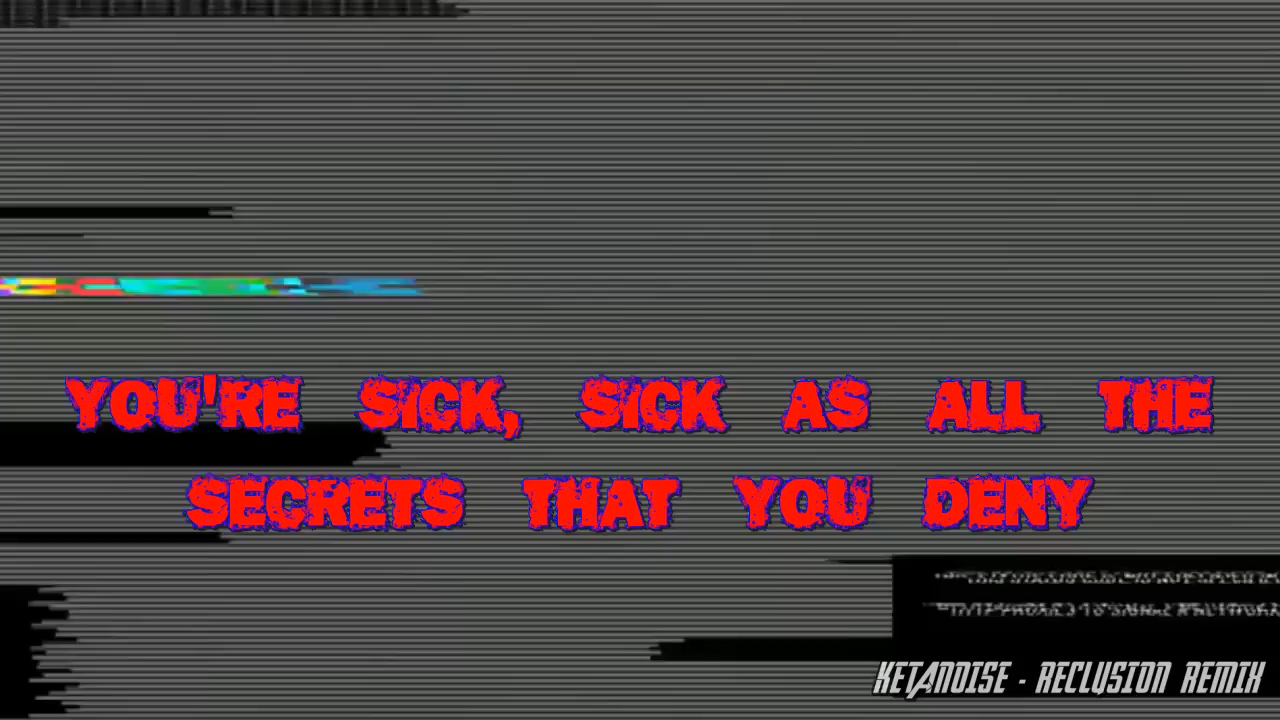 YOU'RE SICK, SICK AS ALL THE
SECRETS THAT YOU DENY
KETANOISE - RECLUSION REMIX